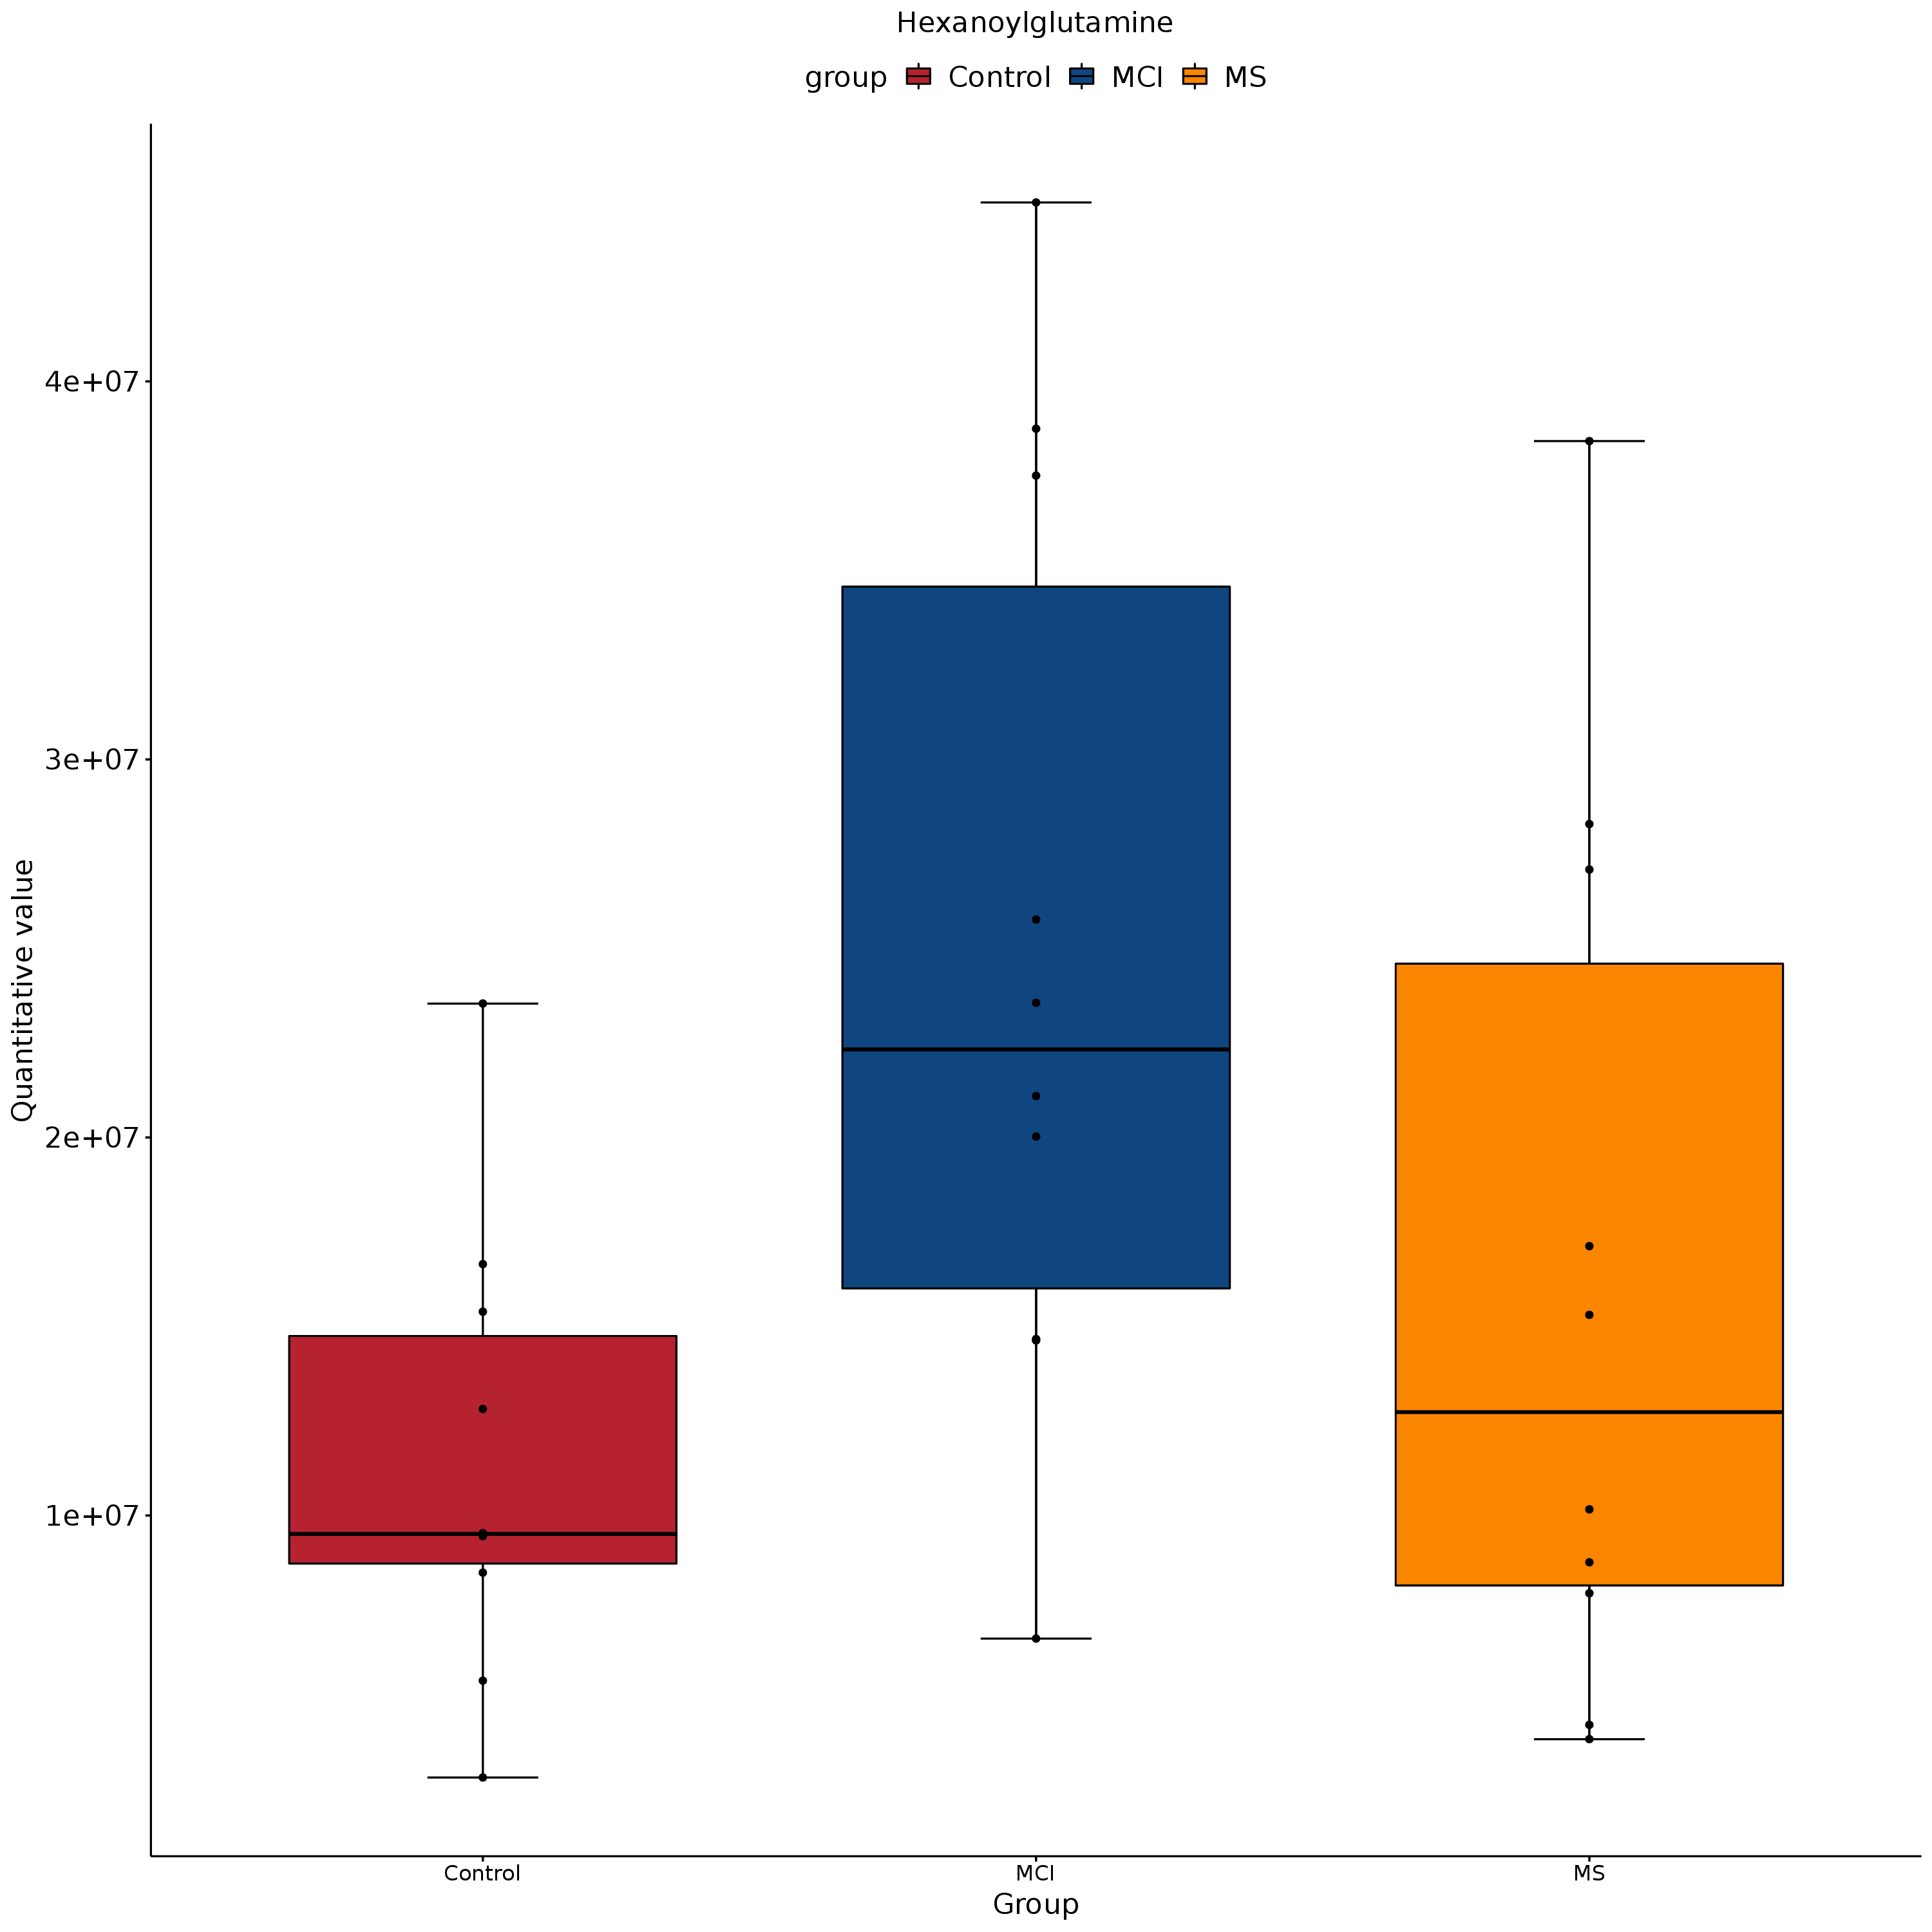 Hexanoylglutamine
group Control MCI MS
Quantitative value
4e+07
3e+07
2e+07
1e+07
Control MCI MS
Group